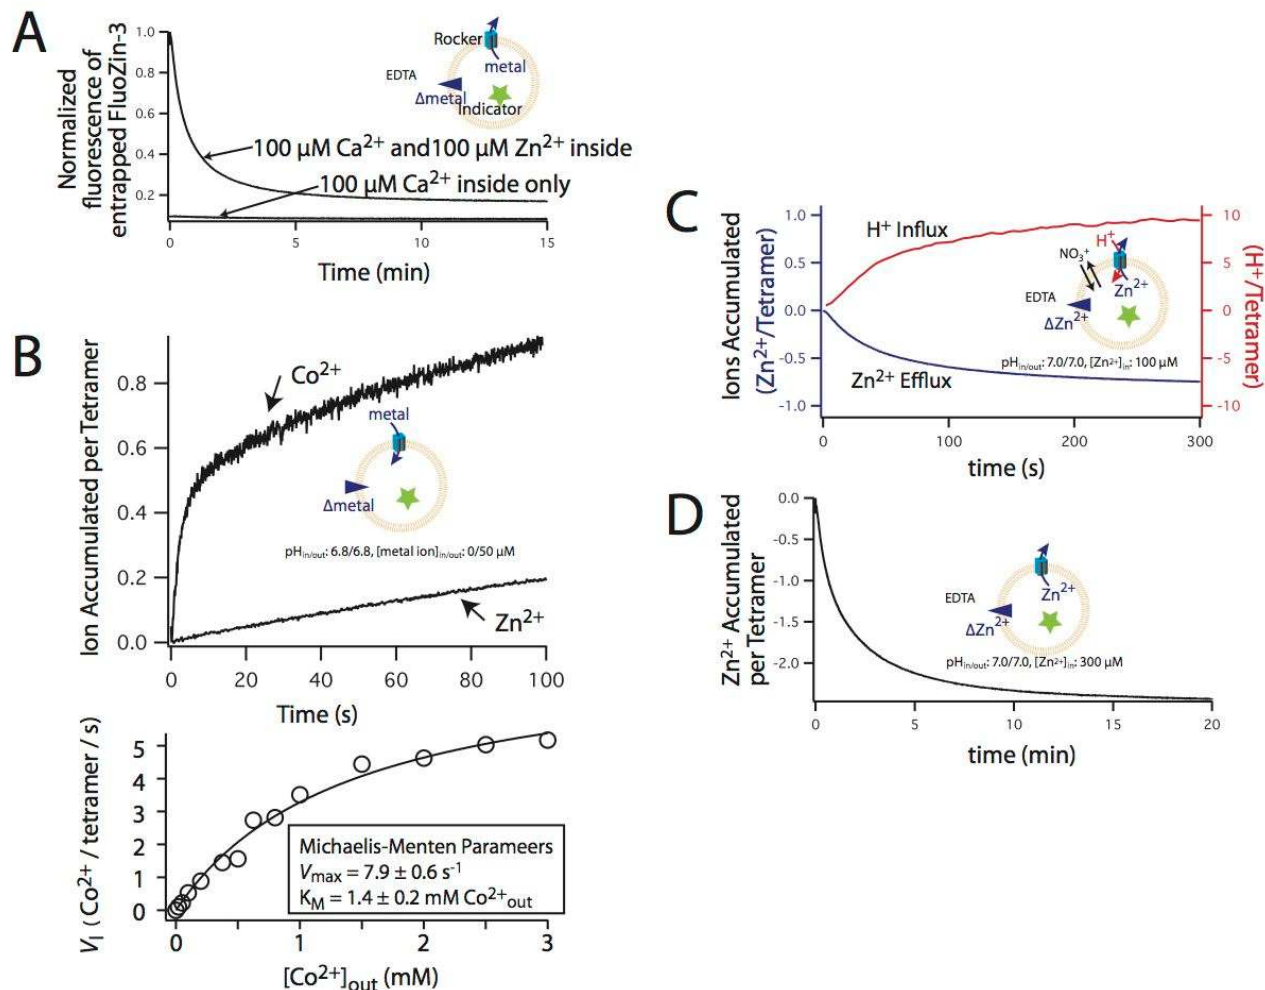 A
Normalized
fluorescence of
entrapped FluoZin-3
1.0
0.8
0.6
0.4
0.2
Rocker
metal
EDTA
Δmetal
Indicator
100 µM Ca2+ and100 µM Zn2+ inside
100 µM Ca2+ inside only
0
5
10
15
Time (min)
B
Ion Accumulated per Tetramer
0.8
0.6
0.4
0.2
0.0
Co2+
metal
Δmetal
pHin/out: 6.8/6.8, [metal ion]in/out: 0/50 µM
Zn2+
0
20
40
60
80
100
Time (s)
VI ( Co2+ / tetramer / s)
5
4
3
2
1
0
Michaelis-Menten Parameers
Vmax = 7.9 ± 0.6 s-1
KM = 1.4 ± 0.2 mM Co2+out
0
1
2
3
[Co2+]out (mM)
C
Ions Accumulated
(Zn2+/Tetramer)
1.0
0.5
0.0
-0.5
-1.0
H+ Influx
H+
NO3+
Zn2+
EDTA
ΔZn2+
pHin/out: 7.0/7.0, [Zn2+]in: 100 µM
Zn2+ Efflux
10
5
0
-5
-10
(H+/Tetramer)
0
100
200
300
time (s)
D
Zn2+ Accumulated
per Tetramer
0.0
-0.5
-1.0
-1.5
-2.0
Zn2+
EDTA
ΔZn2+
pHin/out: 7.0/7.0, [Zn2+]in: 300 µM
0
5
10
15
20
time (min)